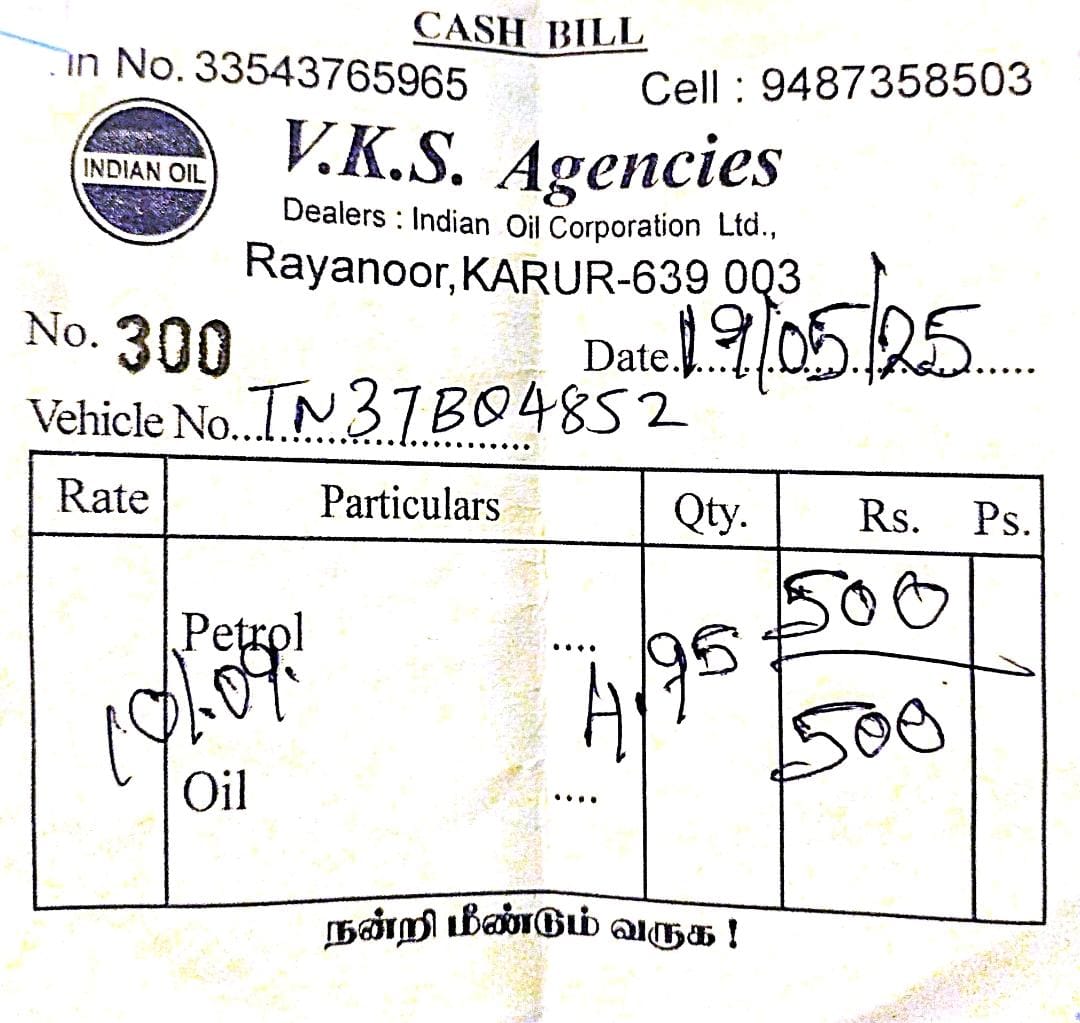 CASH BILL
in No. 33543765965 Cell : 9487358503
INDIAN OIL
V.K.S. Agencies
Dealers : Indian Oil Corporation Ltd.,
Rayanoor, KARUR-639 003
No. 300 Date. 19/05/25
Vehicle No. TN37BQ4852
Rate Particulars Qty. Rs. Ps.
Petrol .... 4.95 500
101.09 500
Oil ....
நன்றி மீண்டும் வருக !